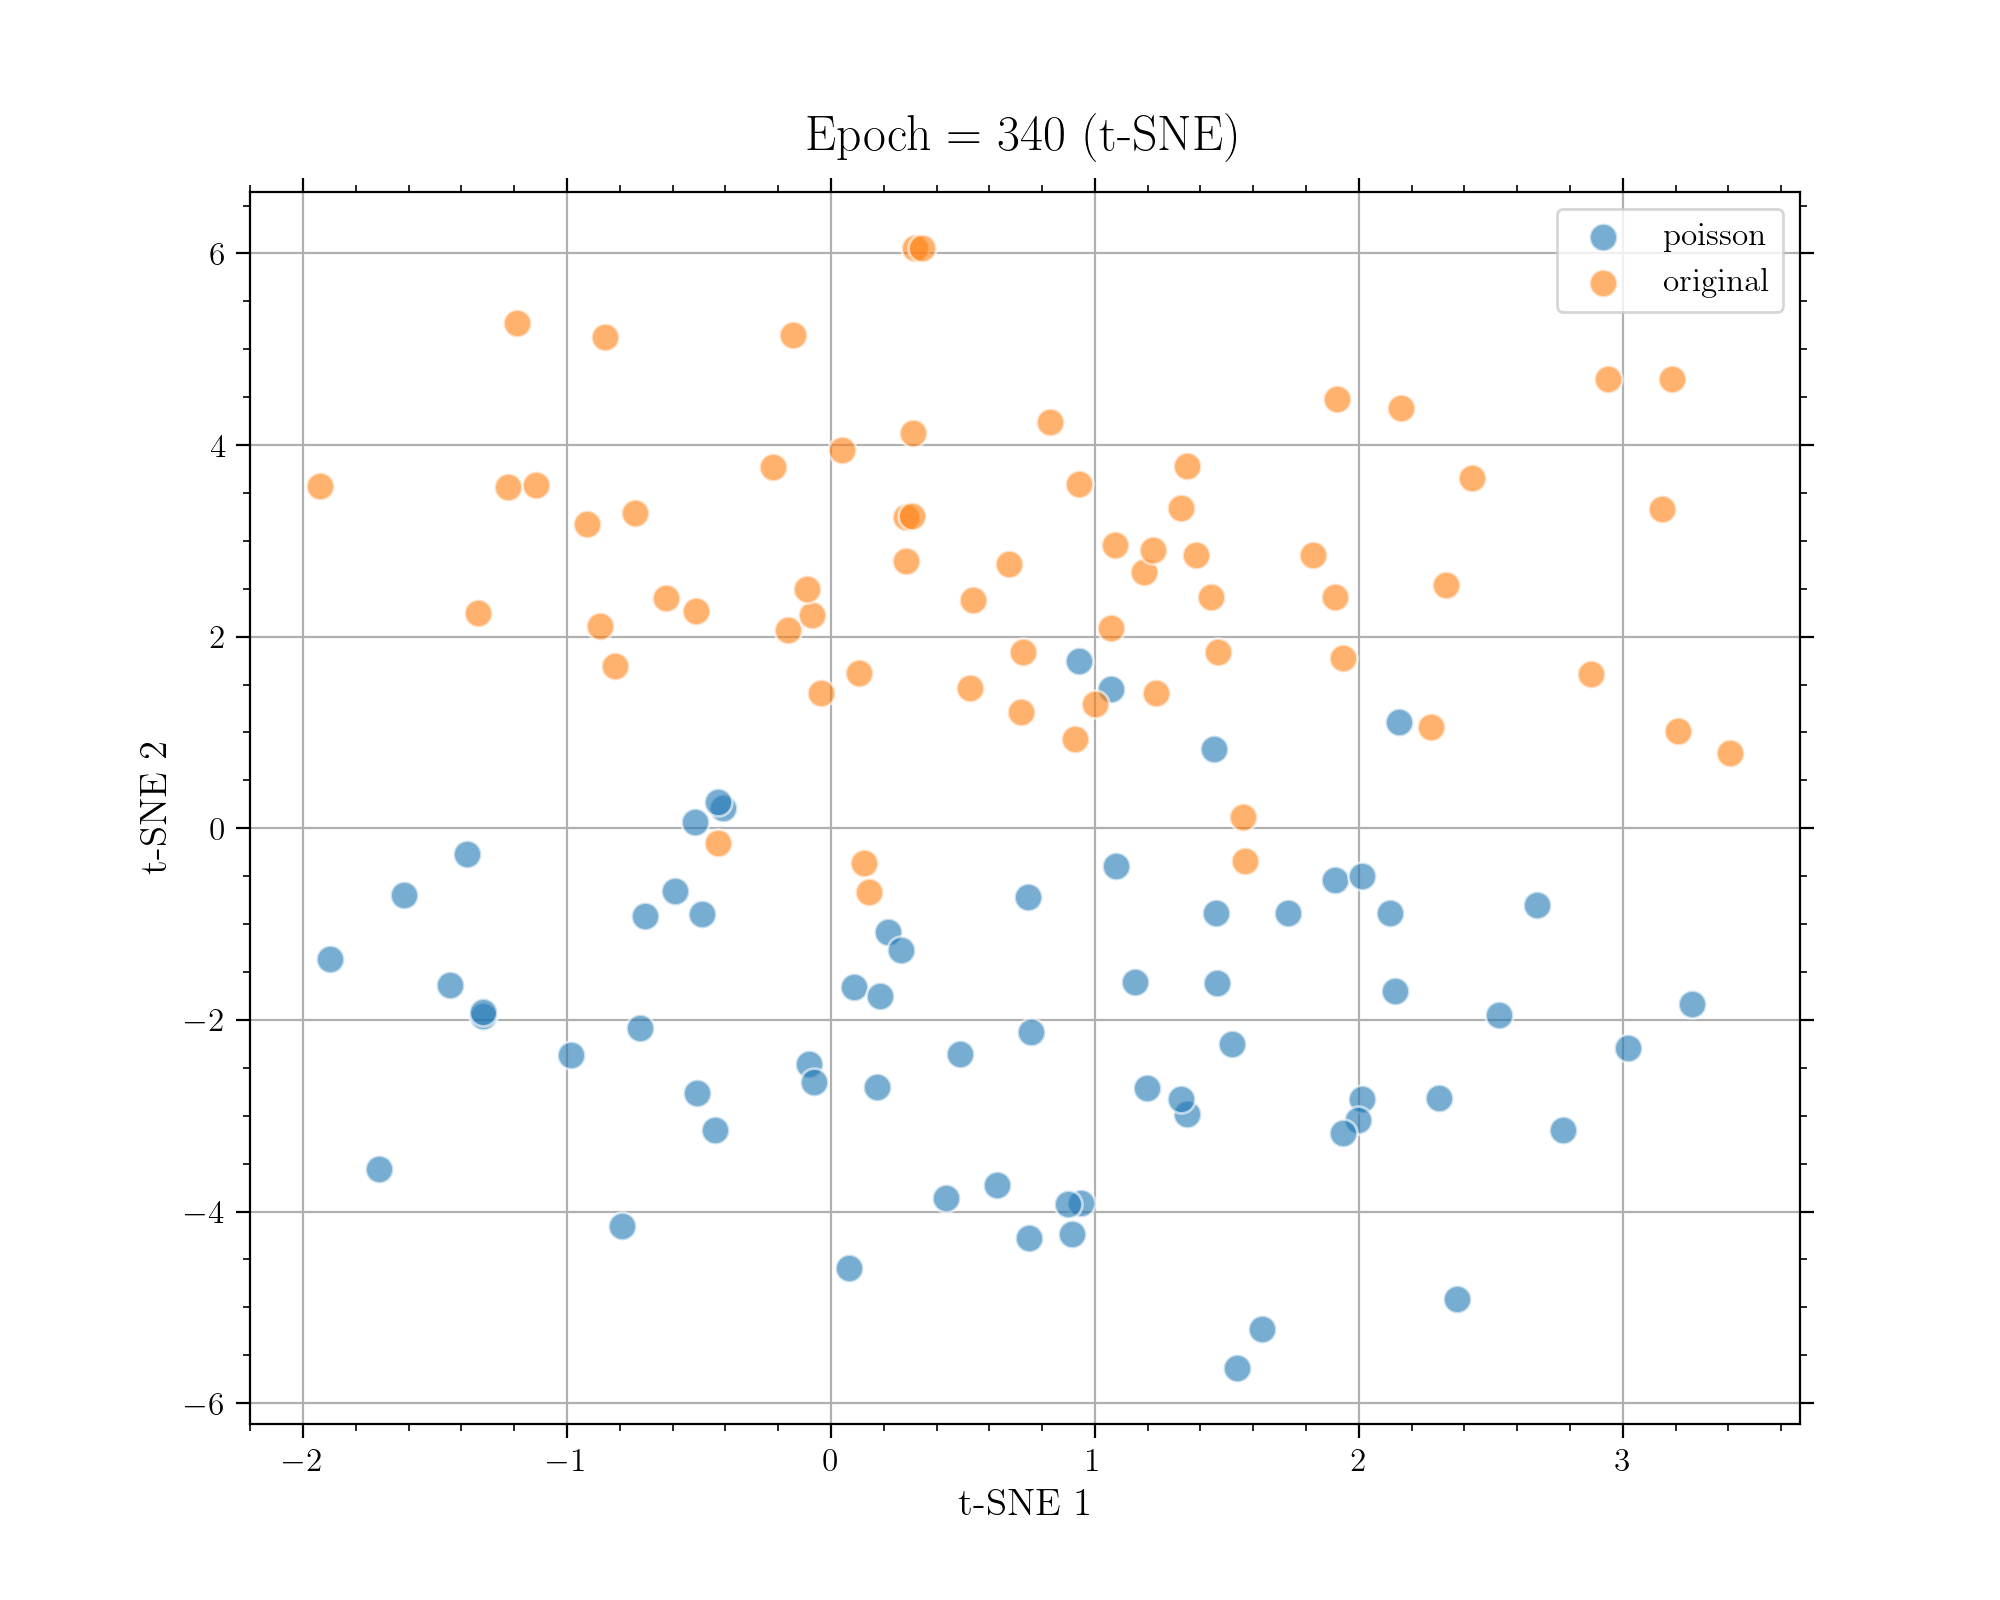 Epoch = 340 (t-SNE)
poisson
original
6
4
2
0
−2
−4
−6
t-SNE 2
−2 −1 0 1 2 3
t-SNE 1